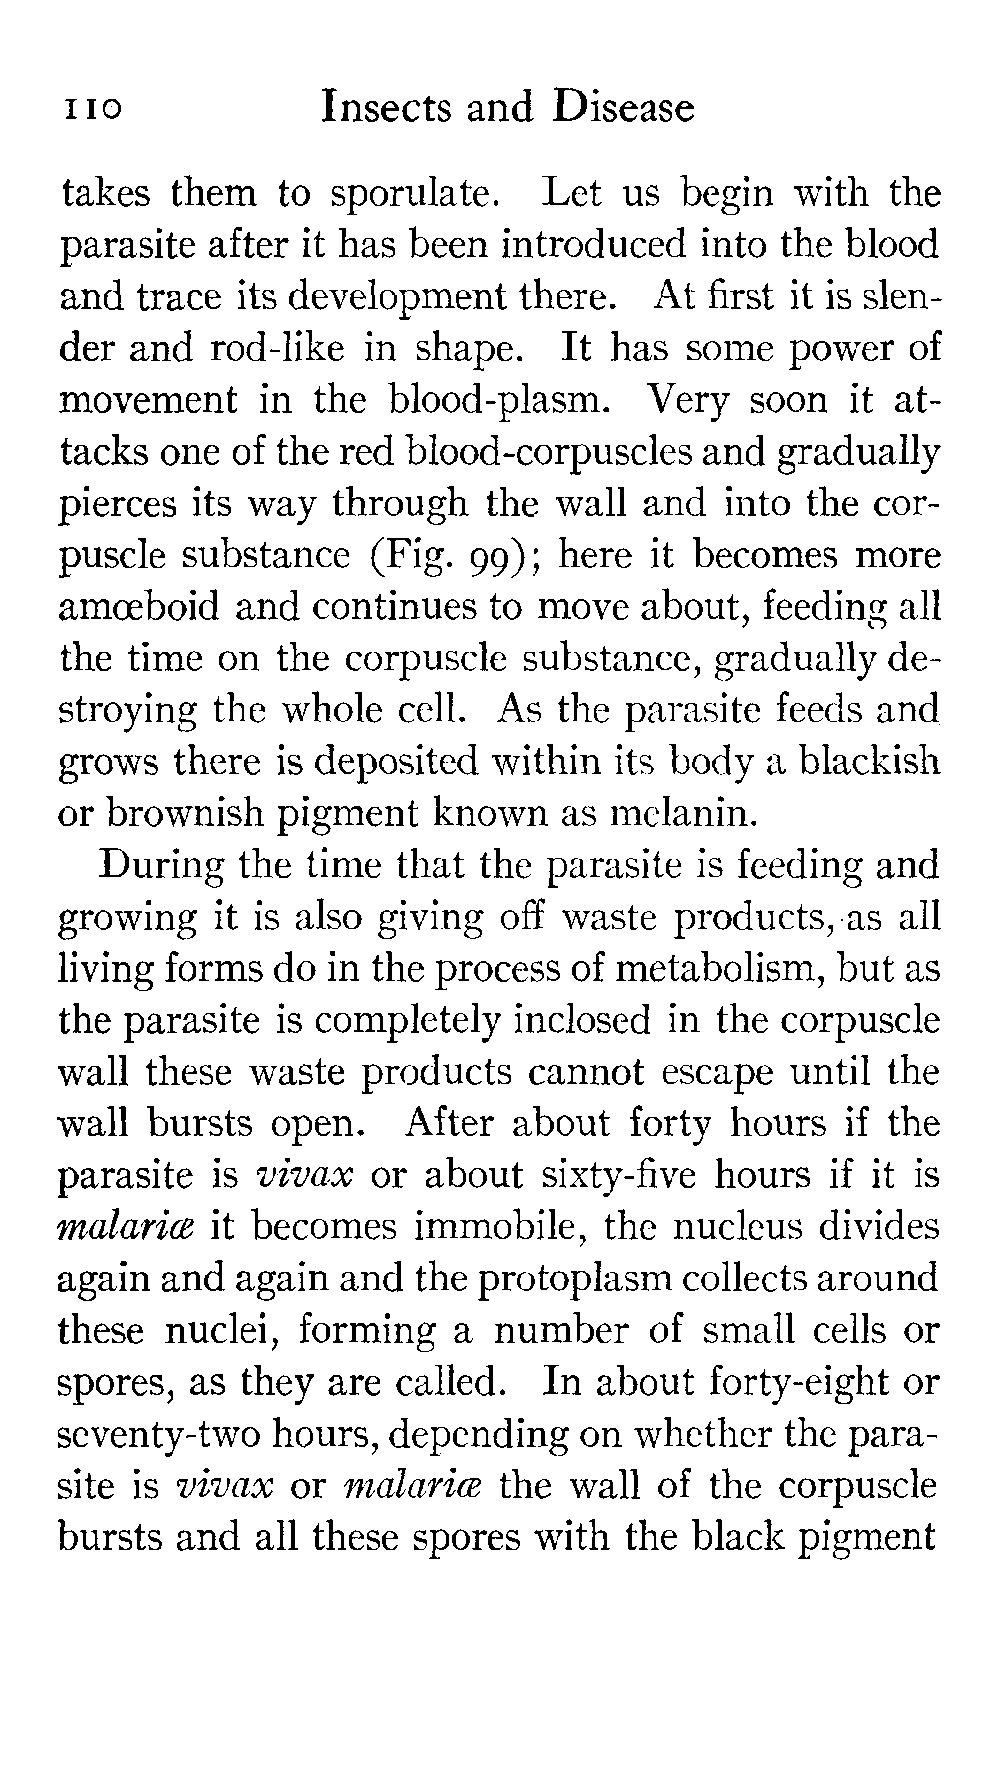 110 Insects and Disease
takes them to sporulate. Let us begin with the
parasite after it has been introduced into the blood
and trace its development there. At first it is slen-
der and rod-like in shape. It has some power of
movement in the blood-plasm. Very soon it at-
tacks one of the red blood-corpuscles and gradually
pierces its way through the wall and into the cor-
puscle substance (Fig. 99); here it becomes more
amœboid and continues to move about, feeding all
the time on the corpuscle substance, gradually de-
stroying the whole cell. As the parasite feeds and
grows there is deposited within its body a blackish
or brownish pigment known as melanin.
During the time that the parasite is feeding and
growing it is also giving off waste products, as all
living forms do in the process of metabolism, but as
the parasite is completely inclosed in the corpuscle
wall these waste products cannot escape until the
wall bursts open. After about forty hours if the
parasite is vivax or about sixty-five hours if it is
malariæ it becomes immobile, the nucleus divides
again and again and the protoplasm collects around
these nuclei, forming a number of small cells or
spores, as they are called. In about forty-eight or
seventy-two hours, depending on whether the para-
site is vivax or malariæ the wall of the corpuscle
bursts and all these spores with the black pigment